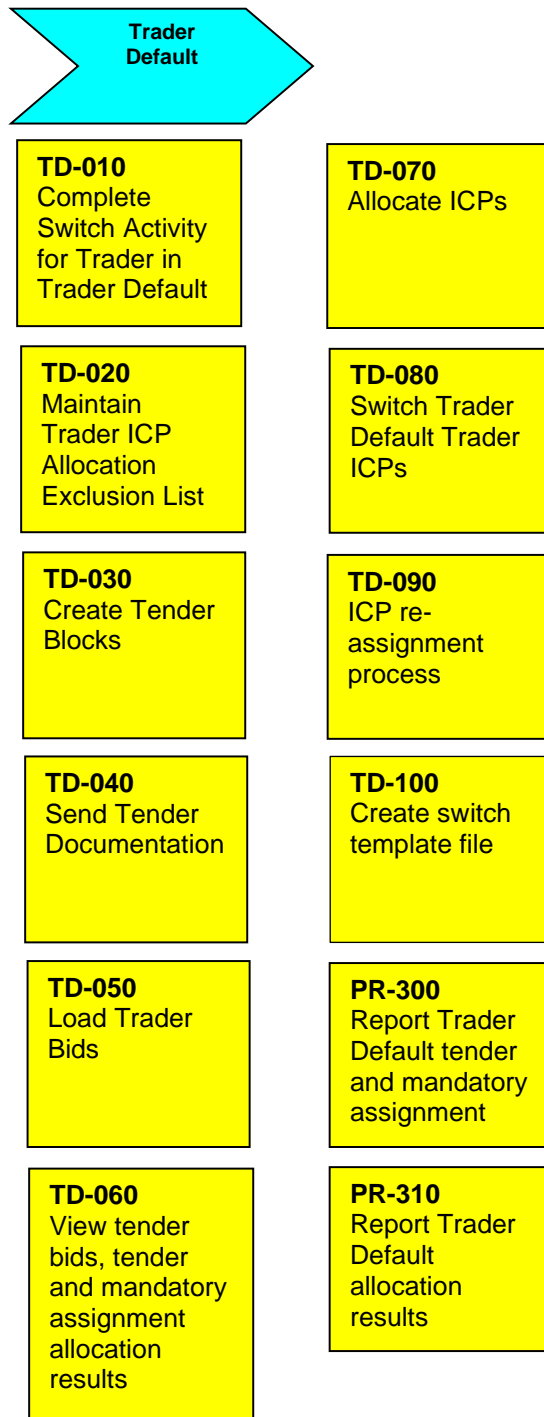 Trader
Default
TD-010
Complete
Switch Activity
for Trader in
Trader Default
TD-020
Maintain
Trader ICP
Allocation
Exclusion List
TD-030
Create Tender
Blocks
TD-040
Send Tender
Documentation
TD-050
Load Trader
Bids
TD-060
View tender
bids, tender
and mandatory
assignment
allocation
results
TD-070
Allocate ICPs
TD-080
Switch Trader
Default Trader
ICPs
TD-090
ICP re-
assignment
process
TD-100
Create switch
template file
PR-300
Report Trader
Default tender
and mandatory
assignment
PR-310
Report Trader
Default
allocation
results